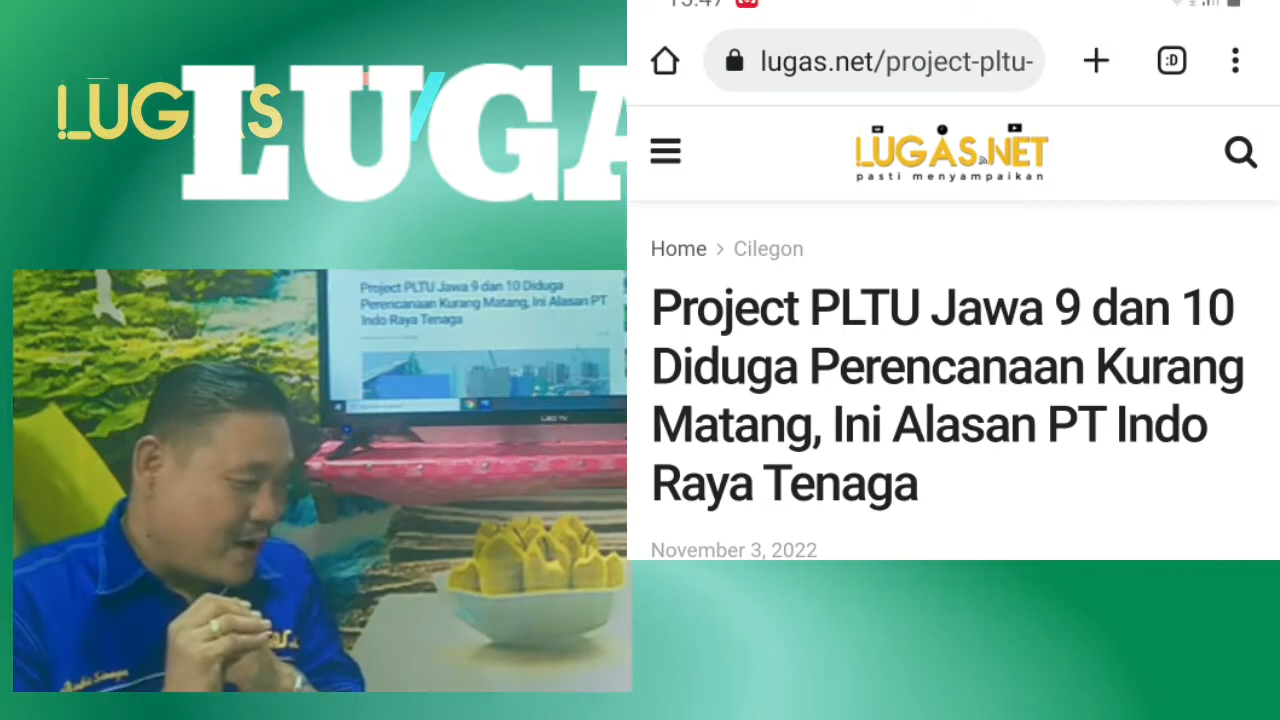 15:47
lugas.net/project-pltu-
:D
LUGAS
LUGA
LUGAS.NET
pasti menyampaikan
Home > Cilegon
Project PLTU Jawa 9 dan 10
Diduga Perencanaan Kurang
Matang, Ini Alasan PT Indo
Raya Tenaga
November 3, 2022
Project PLTU Jawa 9 dan 10 Diduga
Perencanaan Kurang Matang, Ini Alasan PT
Indo Raya Tenaga
LED TV